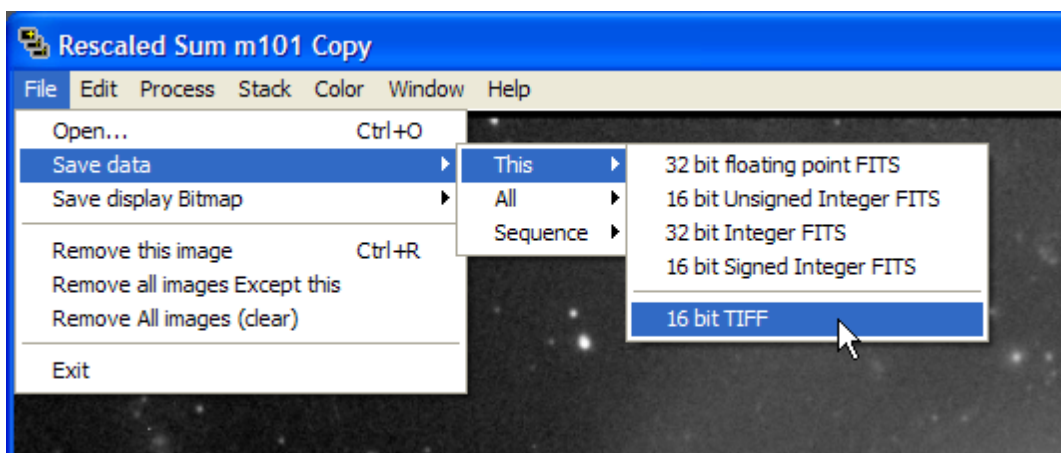 Rescaled Sum m101 Copy
File Edit Process Stack Color Window Help
Open... Ctrl+O
Save data
Save display Bitmap
Remove this image Ctrl+R
Remove all images Except this
Remove All images (clear)
Exit
This
All
Sequence
32 bit floating point FITS
16 bit Unsigned Integer FITS
32 bit Integer FITS
16 bit Signed Integer FITS
16 bit TIFF